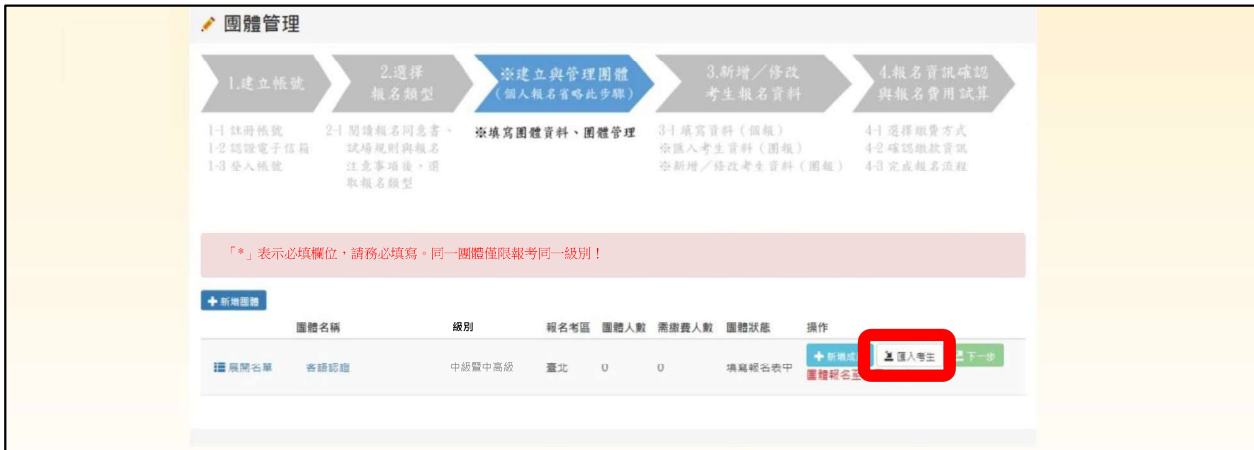 團體管理
1.建立帳號
2.選擇
報名類型
※建立與管理團體
(個人報名省略此步驟)
3.新增／修改
考生報名資料
4.報名資訊確認
與報名費用試算
1-1 註冊帳號
1-2 認證電子信箱
1-3 登入帳號
2-1 閱讀報名同意書、
試場規則與報名
注意事項後，選
取報名類型
※填寫團體資料、團體管理
3-1 填寫資料（個報）
※匯入考生資料（團報）
※新增／修改考生資料（團報）
4-1 選擇繳費方式
4-2 確認繳款資訊
4-3 完成報名流程
「*」表示必填欄位，請務必填寫。同一團體僅限報考同一級別！
新增團體
團體名稱 級別 報名考區 團體人數 需繳費人數 團體狀態 操作
展開名單 客語認證 中級暨中高級 臺北 0 0 填寫報名表中 新增成 匯入考生 下一步
團體報名至